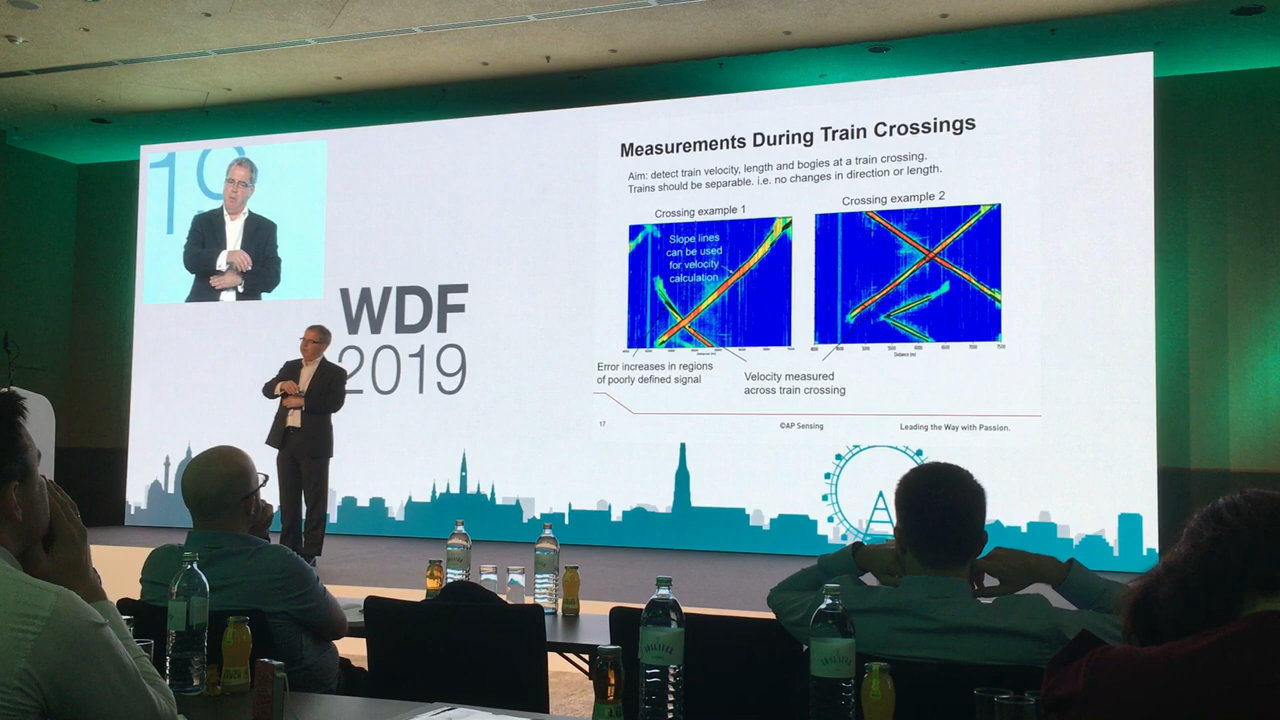 19
WDF
2019
Measurements During Train Crossings
Aim: detect train velocity, length and bogies at a train crossing.
Trains should be separable. i.e. no changes in direction or length.
Crossing example 1
Crossing example 2
Slope lines
can be used
for velocity
calculation
Distance (m)
Error increases in regions
of poorly defined signal
Velocity measured
across train crossing
17
©AP Sensing
Leading the Way with Passion.